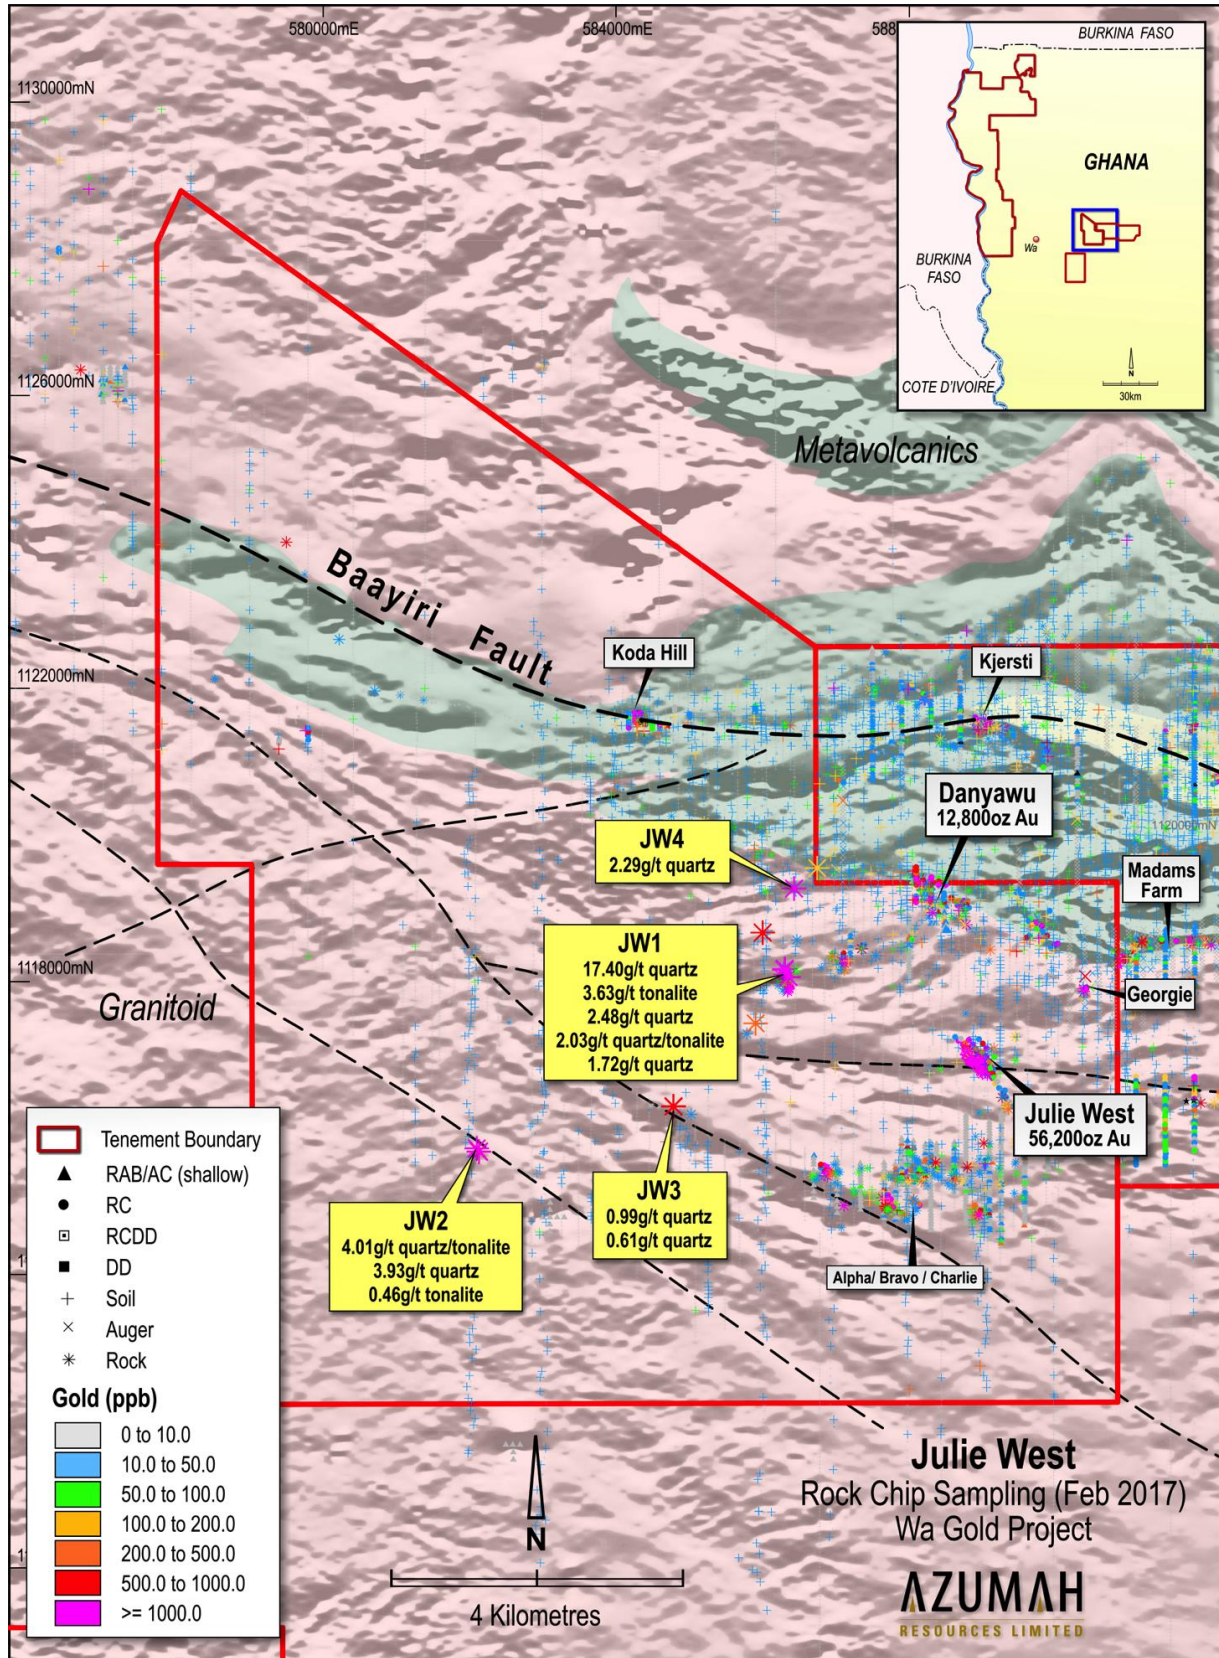 580000mE
584000mE
588
1130000mN
1126000mN
1122000mN
1118000mN
1120000mN
BURKINA FASO
GHANA
Wa
BURKINA
FASO
COTE D'IVOIRE
N
30km
Metavolcanics
Baayiri Fault
Koda Hill
Kjersti
Danyawu
12,800oz Au
JW4
2.29g/t quartz
Madams
Farm
JW1
17.40g/t quartz
3.63g/t tonalite
2.48g/t quartz
2.03g/t quartz/tonalite
1.72g/t quartz
Georgie
Granitoid
Julie West
56,200oz Au
JW3
0.99g/t quartz
0.61g/t quartz
JW2
4.01g/t quartz/tonalite
3.93g/t quartz
0.46g/t tonalite
Alpha/ Bravo / Charlie
Tenement Boundary
RAB/AC (shallow)
RC
RCDD
DD
Soil
Auger
Rock
Gold (ppb)
0 to 10.0
10.0 to 50.0
50.0 to 100.0
100.0 to 200.0
200.0 to 500.0
500.0 to 1000.0
>= 1000.0
N
4 Kilometres
Julie West
Rock Chip Sampling (Feb 2017)
Wa Gold Project
AZUMAH
RESOURCES LIMITED